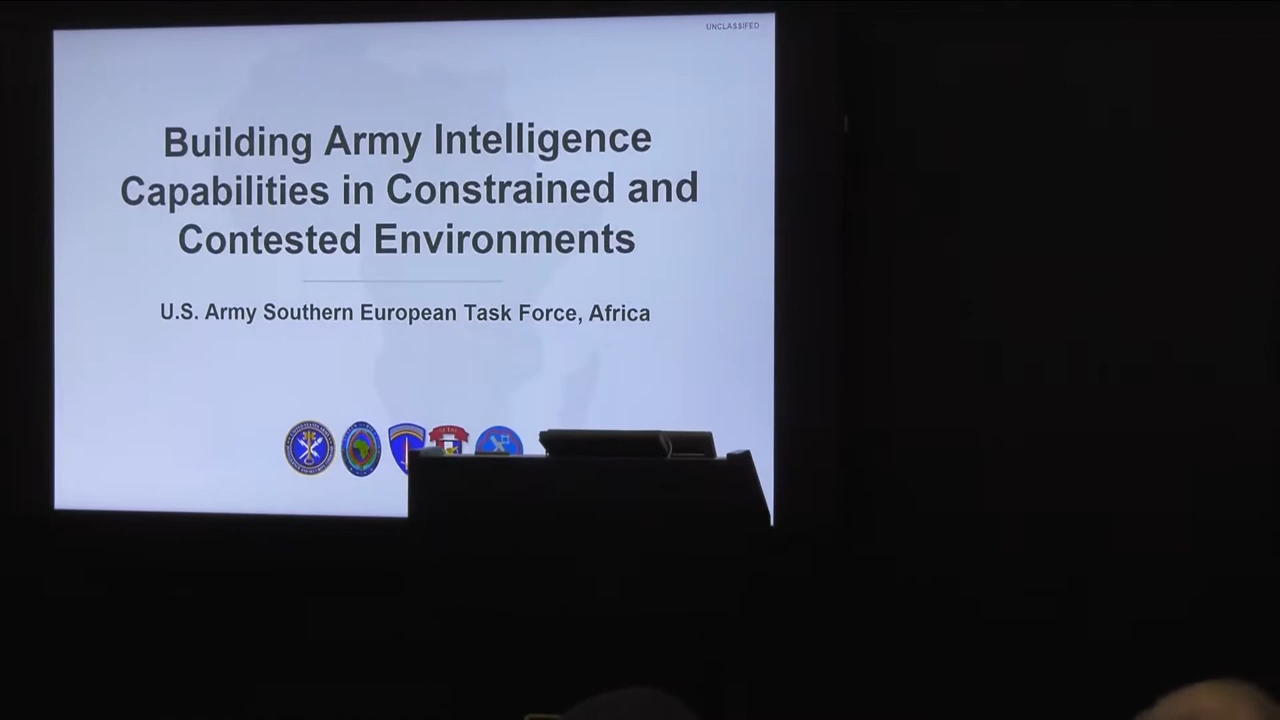 UNCLASSIFED
Building Army Intelligence
Capabilities in Constrained and
Contested Environments
U.S. Army Southern European Task Force, Africa